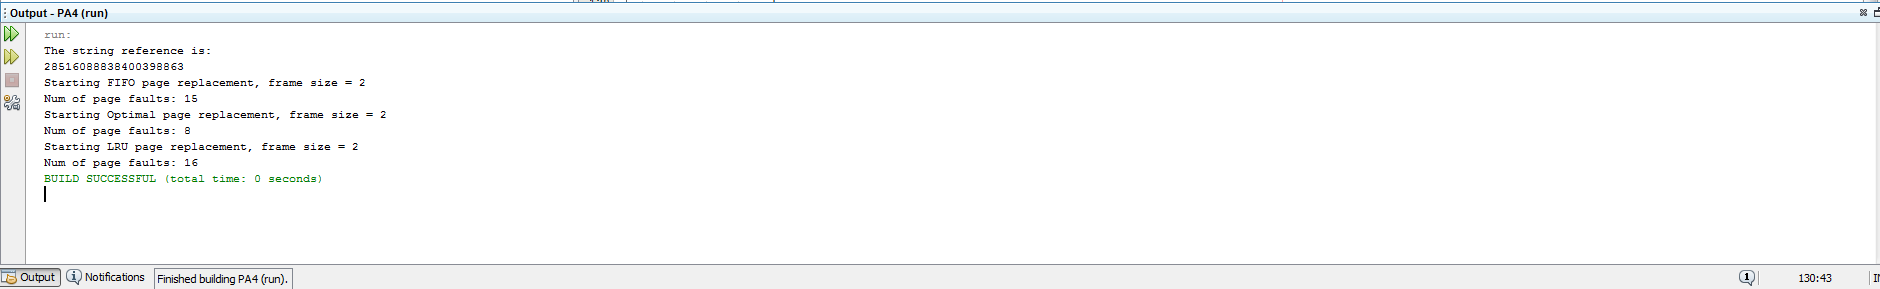 Output - PA4 (run)
run:
The string reference is:
28516088838400398863
Starting FIFO page replacement, frame size = 2
Num of page faults: 15
Starting Optimal page replacement, frame size = 2
Num of page faults: 8
Starting LRU page replacement, frame size = 2
Num of page faults: 16
BUILD SUCCESSFUL (total time: 0 seconds)
Output Notifications Finished building PA4 (run). 1 130:43